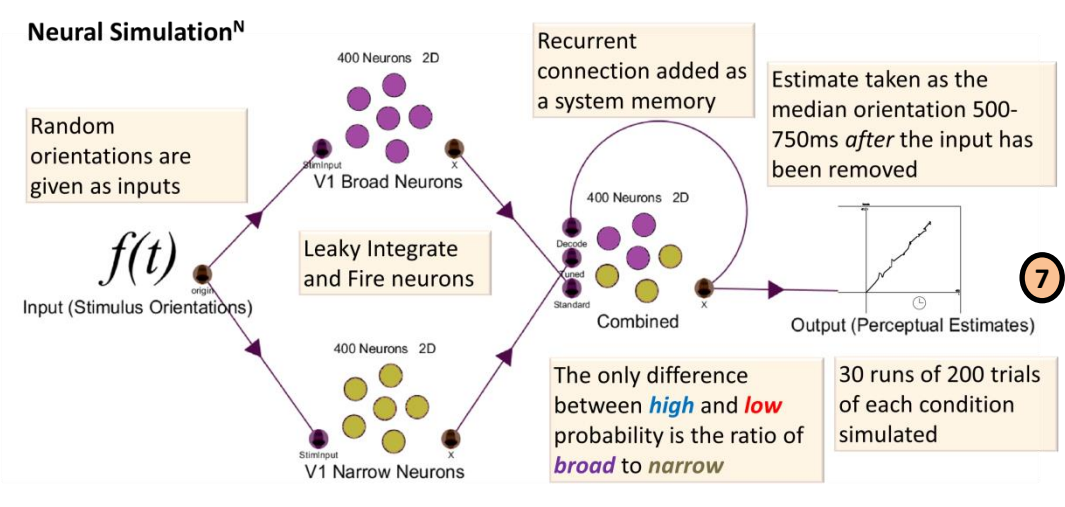 Neural Simulationᴺ
Random
orientations are
given as inputs
f(t)
origin
Input (Stimulus Orientations)
400 Neurons 2D
StimInput
X
V1 Broad Neurons
Leaky Integrate
and Fire neurons
400 Neurons 2D
StimInput
X
V1 Narrow Neurons
Recurrent
connection added as
a system memory
400 Neurons 2D
Decode
Tuned
Standard
X
Combined
Estimate taken as the
median orientation 500-
750ms after the input has
been removed
Output (Perceptual Estimates)
7
The only difference
between high and low
probability is the ratio of
broad to narrow
30 runs of 200 trials
of each condition
simulated